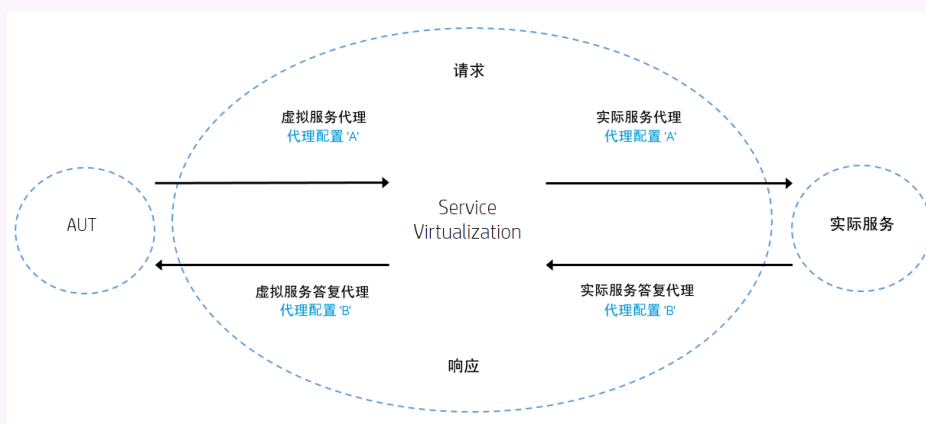 请求
虚拟服务代理
代理配置 'A'
实际服务代理
代理配置 'A'
AUT
Service
Virtualization
实际服务
虚拟服务答复代理
代理配置 'B'
实际服务答复代理
代理配置 'B'
响应